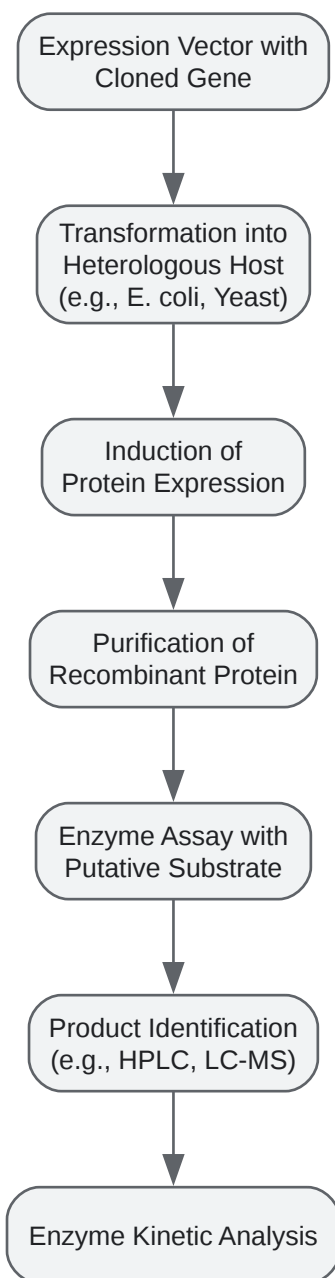 Expression Vector with
Cloned Gene
Transformation into
Heterologous Host
(e.g., E. coli, Yeast)
Induction of
Protein Expression
Purification of
Recombinant Protein
Enzyme Assay with
Putative Substrate
Product Identification
(e.g., HPLC, LC-MS)
Enzyme Kinetic Analysis